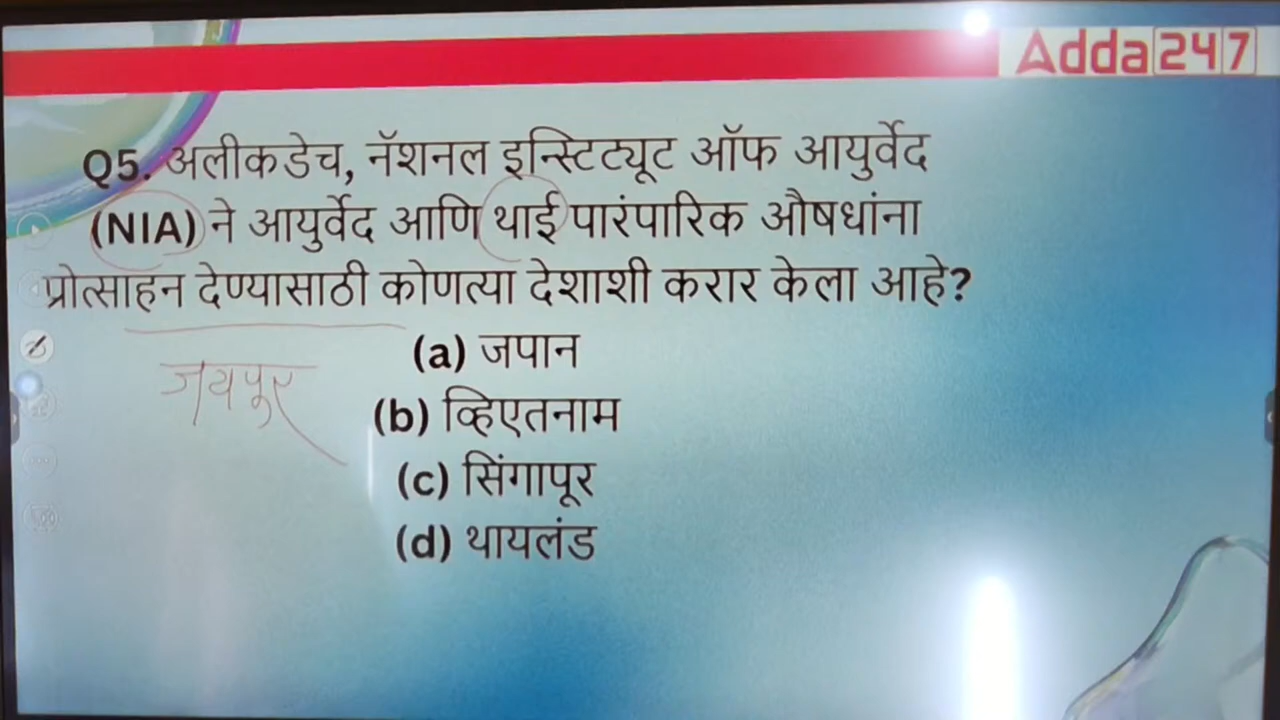 Adda247
Q5. अलीकडेच, नॅशनल इन्स्टिट्यूट ऑफ आयुर्वेद
(NIA) ने आयुर्वेद आणि थाई पारंपारिक औषधांना
प्रोत्साहन देण्यासाठी कोणत्या देशाशी करार केला आहे?
जयपूर
(a) जपान
(b) व्हिएतनाम
(c) सिंगापूर
(d) थायलंड